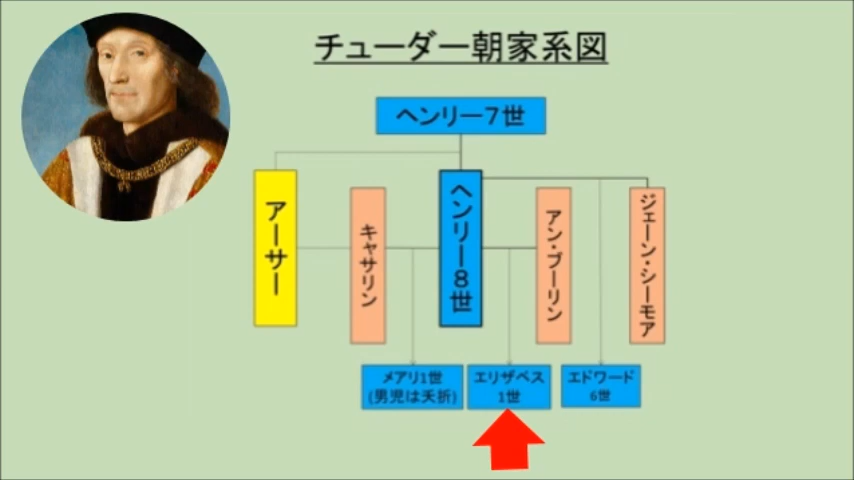 チューダー朝家系図
ヘンリー7世
アーサー
キャサリン
ヘンリー8世
アン・ブーリン
ジェーン・シーモア
メアリ1世
(男児は夭折)
エリザベス
1世
エドワード
6世